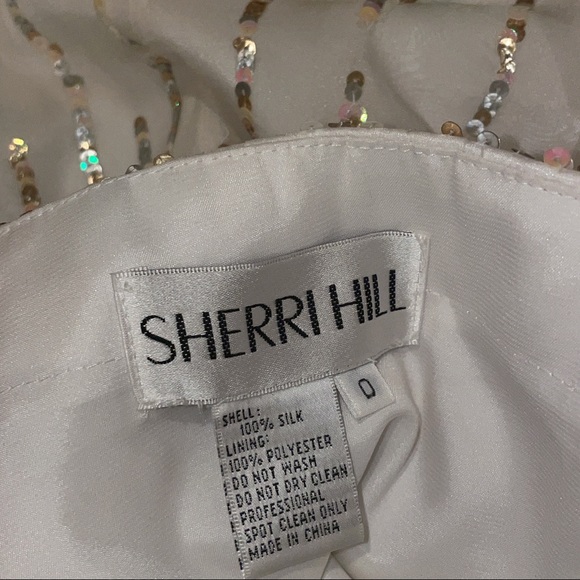 SHERRI HILL
0
SHELL:
100% SILK
LINING:
100% POLYESTER
DO NOT WASH
DO NOT DRY CLEAN
PROFESSIONAL
SPOT CLEAN ONLY
MADE IN CHINA